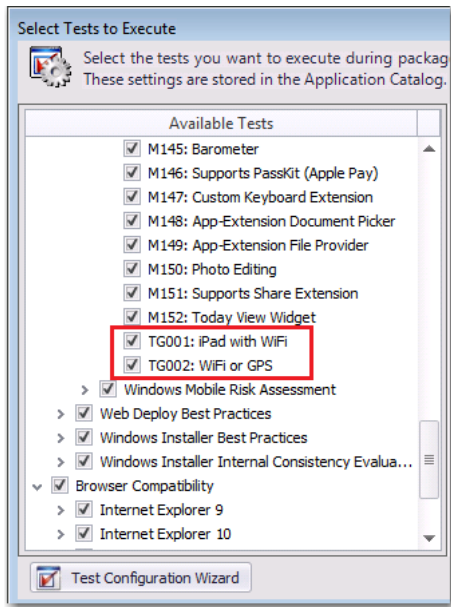 Select Tests to Execute
Select the tests you want to execute during packag
These settings are stored in the Application Catalog.
Available Tests
M145: Barometer
M146: Supports PassKit (Apple Pay)
M147: Custom Keyboard Extension
M148: App-Extension Document Picker
M149: App-Extension File Provider
M150: Photo Editing
M151: Supports Share Extension
M152: Today View Widget
TG001: iPad with WiFi
TG002: WiFi or GPS
Windows Mobile Risk Assessment
Web Deploy Best Practices
Windows Installer Best Practices
Windows Installer Internal Consistency Evalua...
Browser Compatibility
Internet Explorer 9
Internet Explorer 10
Test Configuration Wizard